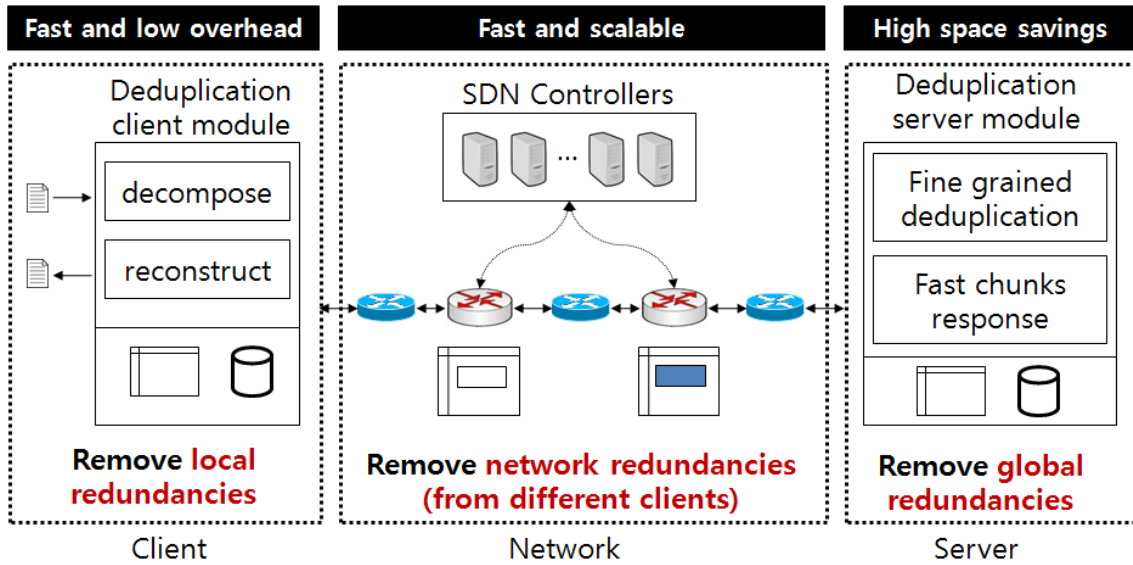 Fast and low overhead
Fast and scalable
High space savings
Deduplication
client module
decompose
reconstruct
Remove local
redundancies
Client
SDN Controllers
...
Remove network redundancies
(from different clients)
Network
Deduplication
server module
Fine grained
deduplication
Fast chunks
response
Remove global
redundancies
Server